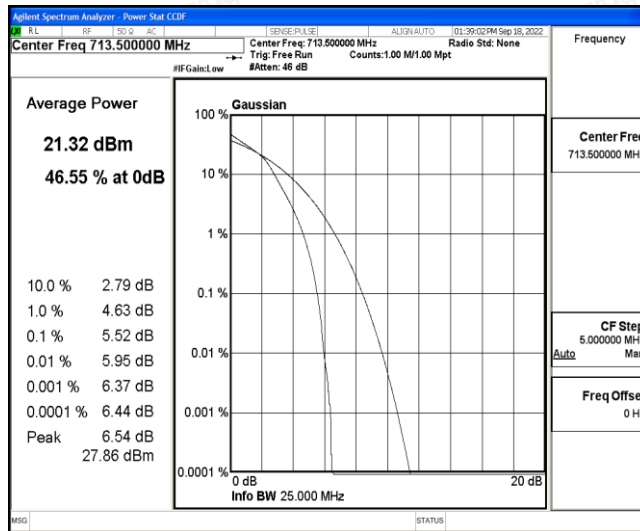 Agilent Spectrum Analyzer - Power Stat CCDF
RL RF 50 Ω AC SENSE:PULSE ALIGN AUTO 01:39:02 PM Sep 18, 2022
Center Freq 713.500000 MHz
Center Freq: 713.500000 MHz Radio Std: None
Trig: Free Run Counts:1.00 M/1.00 Mpt
#IFGain:Low #Atten: 46 dB
Frequency
Average Power
21.32 dBm
46.55 % at 0dB
10.0 % 2.79 dB
1.0 % 4.63 dB
0.1 % 5.52 dB
0.01 % 5.95 dB
0.001 % 6.37 dB
0.0001 % 6.44 dB
Peak 6.54 dB
27.86 dBm
Gaussian
100 %
10 %
1 %
0.1 %
0.01 %
0.001 %
0.0001 %
0 dB 20 dB
Info BW 25.000 MHz
Center Fre
713.500000 MH
CF Step
5.000000 MH
Auto Ma
Freq Offse
0 H
MSG STATUS